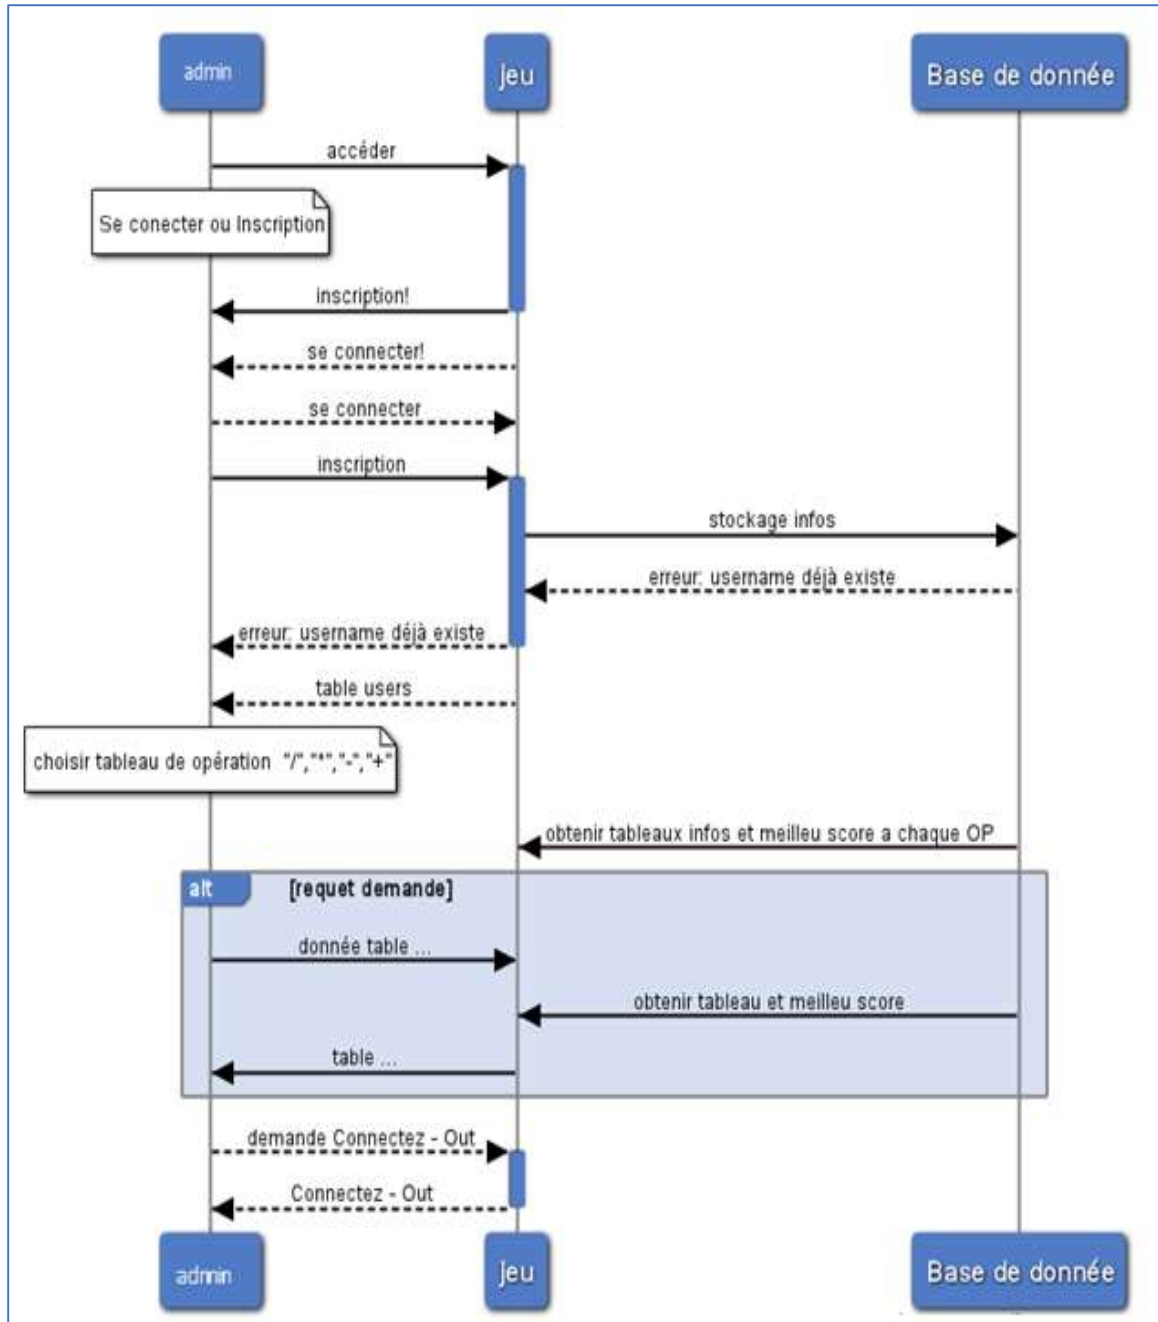 admin
Jeu
Base de donnée
accéder
Se conecter ou Inscription
inscription!
se connecter!
se connecter
inscription
stockage infos
erreur: username déjà existe
erreur: username déjà existe
table users
choisir tableau de opération "/","*","-","+"
obtenir tableaux infos et meilleu score a chaque OP
alt [requet demande]
donnée table ...
obtenir tableau et meilleu score
table ...
demande Connectez - Out
Connectez - Out
admin
Jeu
Base de donnée